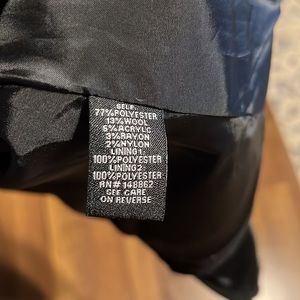 SELF:
77%POLYESTER
13%WOOL
5%ACRYLC
3%RAYON
2%NYLON
LINING1:
100%POLYESTER
LINING2:
100%POLYESTER
RN# 148862
SEE CARE
ON REVERSE